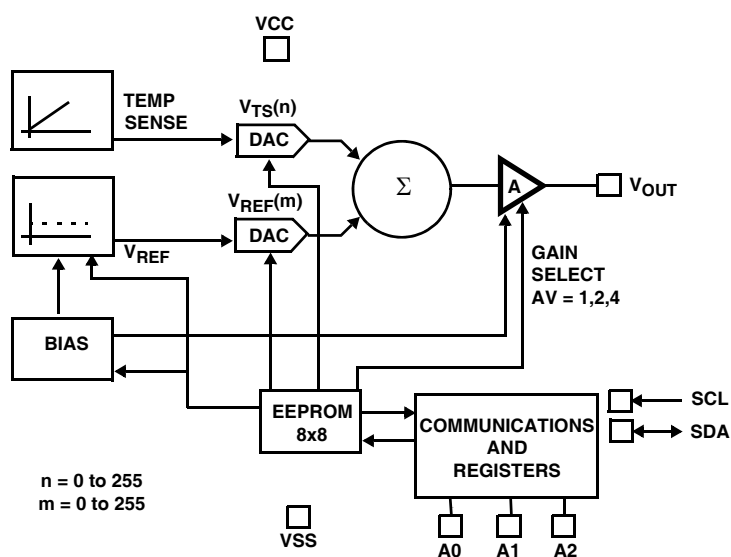 VCC
TEMP
SENSE
VTS(n)
DAC
Σ
A
VOUT
VREF(m)
DAC
VREF
GAIN
SELECT
AV = 1,2,4
BIAS
EEPROM
8x8
COMMUNICATIONS
AND
REGISTERS
SCL
SDA
n = 0 to 255
m = 0 to 255
VSS
A0
A1
A2